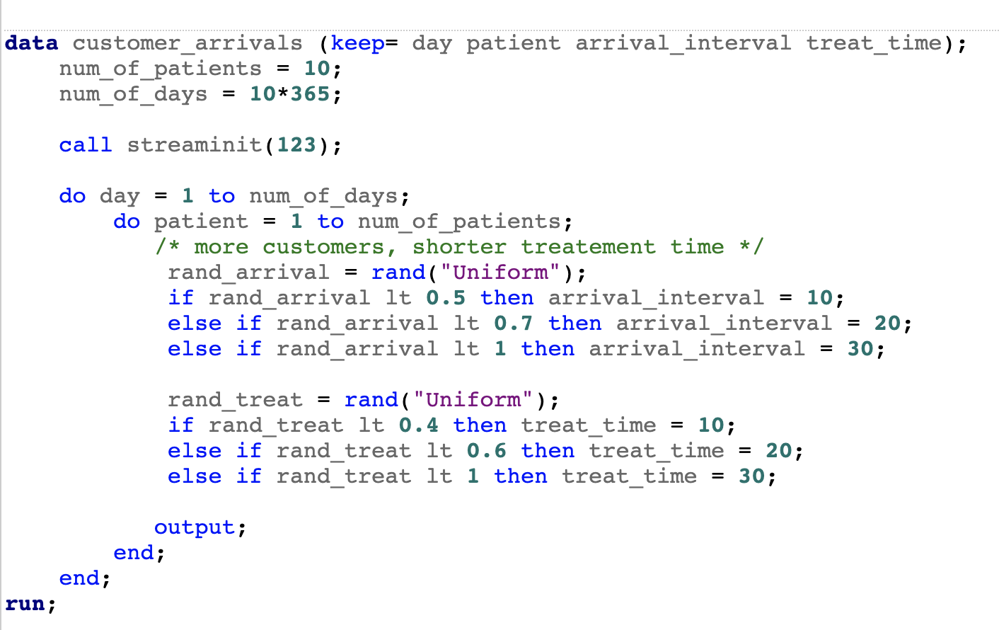 data customer_arrivals (keep= day patient arrival_interval treat_time);
num_of_patients = 10;
num_of_days = 10*365;
call streaminit(123);
do day = 1 to num_of_days;
do patient = 1 to num_of_patients;
/* more customers, shorter treatement time */
rand_arrival = rand("Uniform");
if rand_arrival lt 0.5 then arrival_interval = 10;
else if rand_arrival lt 0.7 then arrival_interval = 20;
else if rand_arrival lt 1 then arrival_interval = 30;
rand_treat = rand("Uniform");
if rand_treat lt 0.4 then treat_time = 10;
else if rand_treat lt 0.6 then treat_time = 20;
else if rand_treat lt 1 then treat_time = 30;
output;
end;
end;
run;